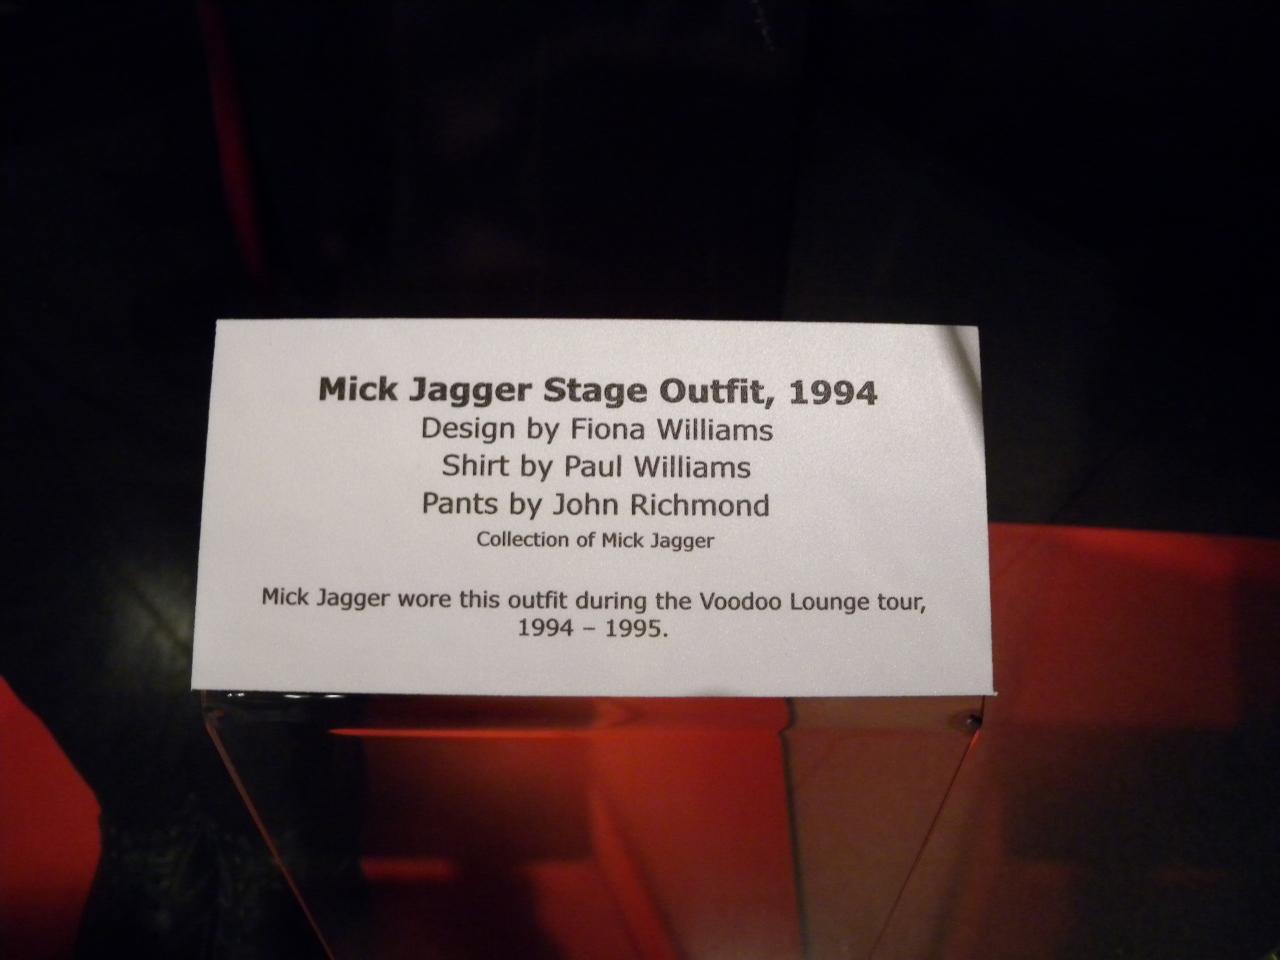 Mick Jagger Stage Outfit, 1994
Design by Fiona Williams
Shirt by Paul Williams
Pants by John Richmond
Collection of Mick Jagger
Mick Jagger wore this outfit during the Voodoo Lounge tour,
1994 – 1995.